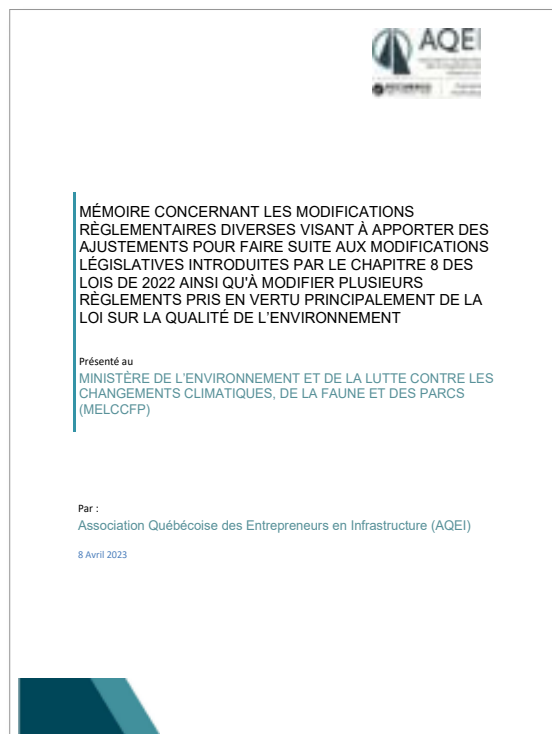 AQEI
MÉMOIRE CONCERNANT LES MODIFICATIONS
RÈGLEMENTAIRES DIVERSES VISANT À APPORTER DES
AJUSTEMENTS POUR FAIRE SUITE AUX MODIFICATIONS
LÉGISLATIVES INTRODUITES PAR LE CHAPITRE 8 DES
LOIS DE 2022 AINSI QU'À MODIFIER PLUSIEURS
RÈGLEMENTS PRIS EN VERTU PRINCIPALEMENT DE LA
LOI SUR LA QUALITÉ DE L’ENVIRONNEMENT
Présenté au
MINISTÈRE DE L’ENVIRONNEMENT ET DE LA LUTTE CONTRE LES
CHANGEMENTS CLIMATIQUES, DE LA FAUNE ET DES PARCS
(MELCCFP)
Par :
Association Québécoise des Entrepreneurs en Infrastructure (AQEI)
8 Avril 2023